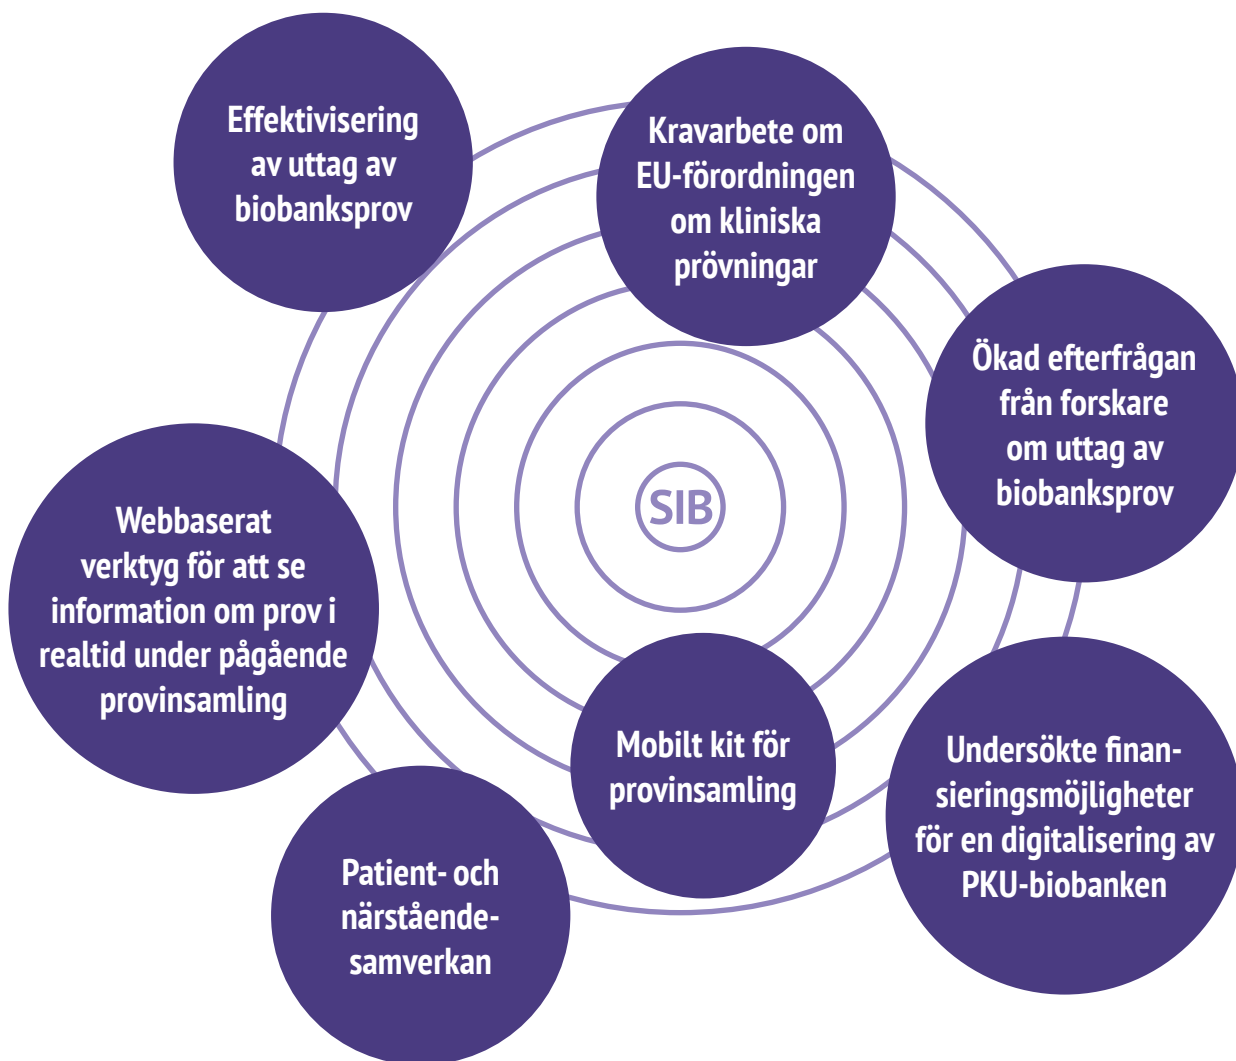 Effektivisering
av uttag av
biobanksprov
Kravarbete om
EU-förordningen
om kliniska
prövningar
Ökad efterfrågan
från forskare
om uttag av
biobanksprov
SIB
Webbaserat
verktyg för att se
information om prov i
realtid under pågående
provinsamling
Mobilt kit för
provinsamling
Undersökte finan-
sieringsmöjligheter
för en digitalisering av
PKU-biobanken
Patient- och
närstående-
samverkan